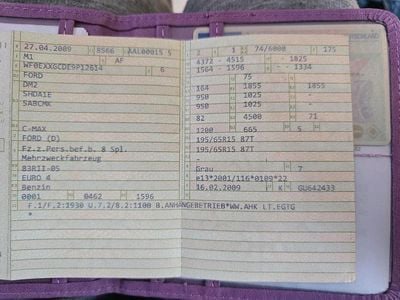 27.04.2009 8566 AAL00015 5
M1 AF
WF0EXXGCDE9P12614 6
FORD
DM2
SHDA1E
5ABCMK
C-MAX
FORD (D)
Fz.z.Pers.bef.b. 8 Spl.
Mehrzweckfahrzeug
83RII-05
EURO 4
Benzin
0001 0462 1596
F.1/F.2:1930 U.7.2/8.2:1100 B.ANHÄNGEBETRIEB*WW.AHK LT.EGTG
*
2 1 74/6000 175
4372 - 4515 - 1825
1564 - 1596 - - 1334
- 75 -
164 1855 1855
950 1025 -
950 1025 -
82 4500 71
1200 665 5
195/65R15 87T
195/65R15 87T
-
Grau 7
e13*2001/116*0109*22
16.02.2009 K GU642433